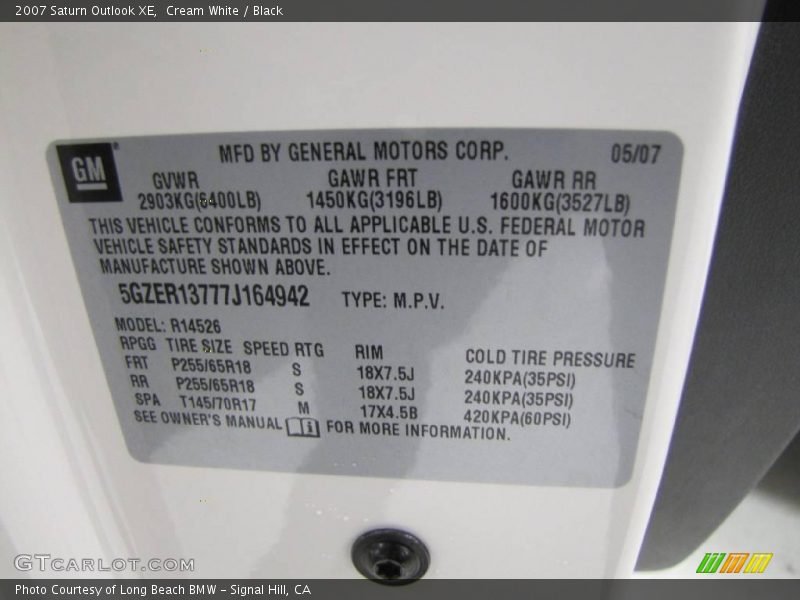 2007 Saturn Outlook XE,  Cream White / Black
GM
MFD BY GENERAL MOTORS CORP. 05/07
GVWR GAWR FRT GAWR RR
2903KG(6400LB) 1450KG(3196LB) 1600KG(3527LB)
THIS VEHICLE CONFORMS TO ALL APPLICABLE U.S. FEDERAL MOTOR
VEHICLE SAFETY STANDARDS IN EFFECT ON THE DATE OF
MANUFACTURE SHOWN ABOVE.
5GZER13777J164942 TYPE: M.P.V.
MODEL: R14526
RPGG TIRE SIZE SPEED RTG RIM COLD TIRE PRESSURE
FRT P255/65R18 S 18X7.5J 240KPA(35PSI)
RR P255/65R18 S 18X7.5J 240KPA(35PSI)
SPA T145/70R17 M 17X4.5B 420KPA(60PSI)
SEE OWNER'S MANUAL FOR MORE INFORMATION.
GTCARLOT.COM
Photo Courtesy of Long Beach BMW - Signal Hill, CA